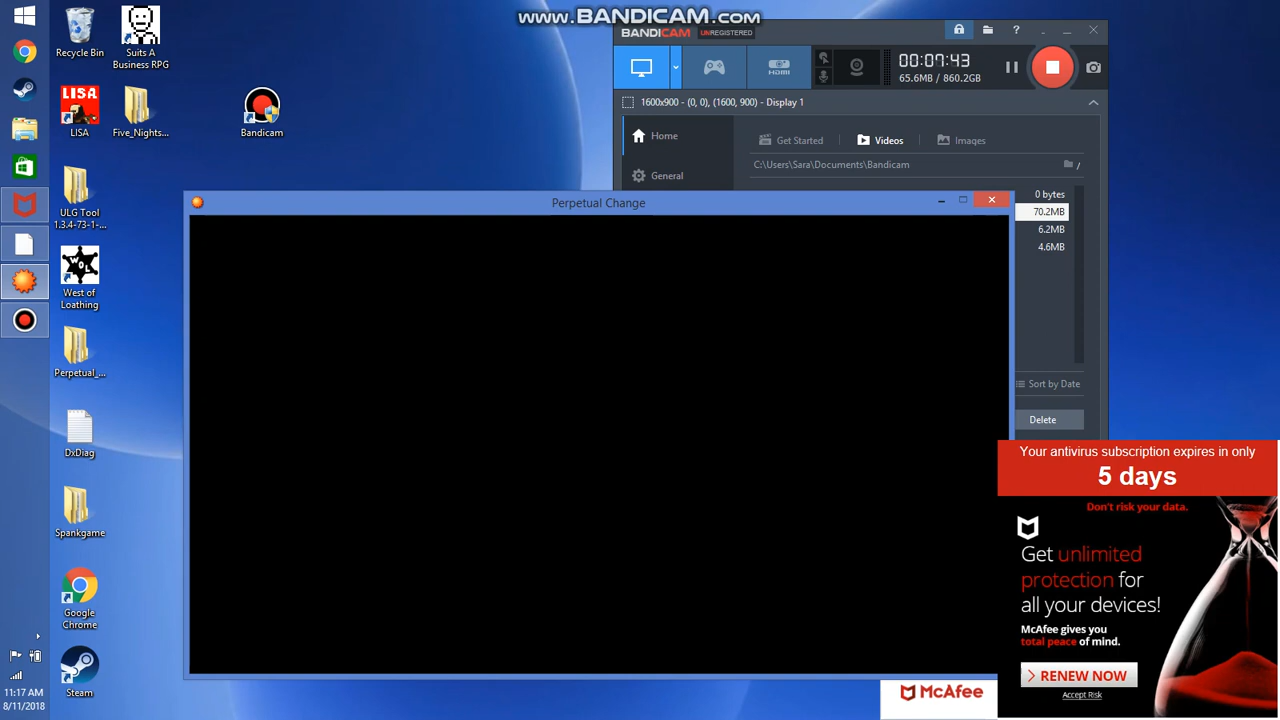 www.BANDICAM.com
BANDICAM
UNREGISTERED
00:07:43
65.6MB / 860.2GB
HDMI
1600x900 - (0, 0), (1600, 900) - Display 1
Home
General
Get Started
Videos
Images
C:\Users\Sara\Documents\Bandicam
0 bytes
70.2MB
6.2MB
4.6MB
Sort by Date
Delete
Recycle Bin
Suits A
Business RPG
LISA
LISA
Five_Nights...
Bandicam
ULG Tool
1.3.4-73-1-...
WOL
West of
Loathing
Perpetual_...
DxDiag
Spankgame
Google
Chrome
Steam
11:17 AM
8/11/2018
Perpetual Change
Your antivirus subscription expires in only
5 days
Don't risk your data.
Get unlimited
protection for
all your devices!
McAfee gives you
total peace of mind.
RENEW NOW
Accept Risk
McAfee